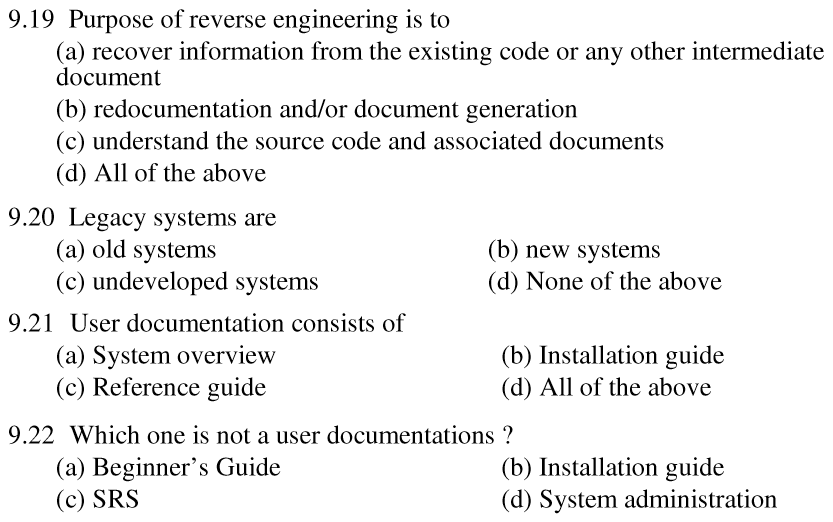 9.19 Purpose of reverse engineering is to
(a) recover information from the existing code or any other intermediate
document
(b) redocumentation and/or document generation
(c) understand the source code and associated documents
(d) All of the above
9.20 Legacy systems are
(a) old systems (b) new systems
(c) undeveloped systems (d) None of the above
9.21 User documentation consists of
(a) System overview (b) Installation guide
(c) Reference guide (d) All of the above
9.22 Which one is not a user documentations ?
(a) Beginner's Guide (b) Installation guide
(c) SRS (d) System administration